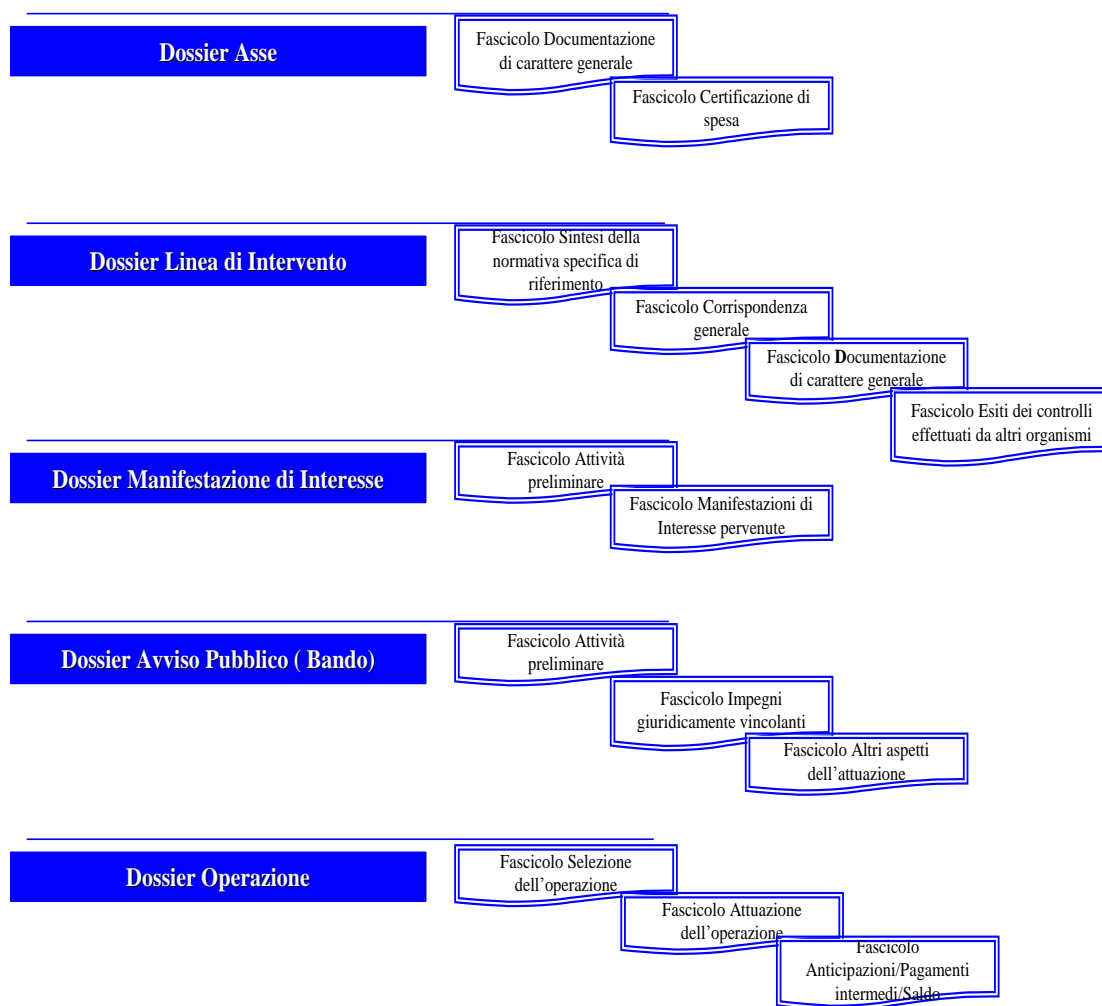 Dossier Asse
Fascicolo Documentazione
di carattere generale
Fascicolo Certificazione di
spesa
Dossier Linea di Intervento
Fascicolo Sintesi della
normativa specifica di
riferimento
Fascicolo Corrispondenza
generale
Fascicolo Documentazione
di carattere generale
Fascicolo Esiti dei controlli
effettuati da altri organismi
Dossier Manifestazione di Interesse
Fascicolo Attività
preliminare
Fascicolo Manifestazioni di
Interesse pervenute
Dossier Avviso Pubblico ( Bando)
Fascicolo Attività
preliminare
Fascicolo Impegni
giuridicamente vincolanti
Fascicolo Altri aspetti
dell’attuazione
Dossier Operazione
Fascicolo Selezione
dell’operazione
Fascicolo Attuazione
dell’operazione
Fascicolo
Anticipazioni/Pagamenti
intermedi/Saldo